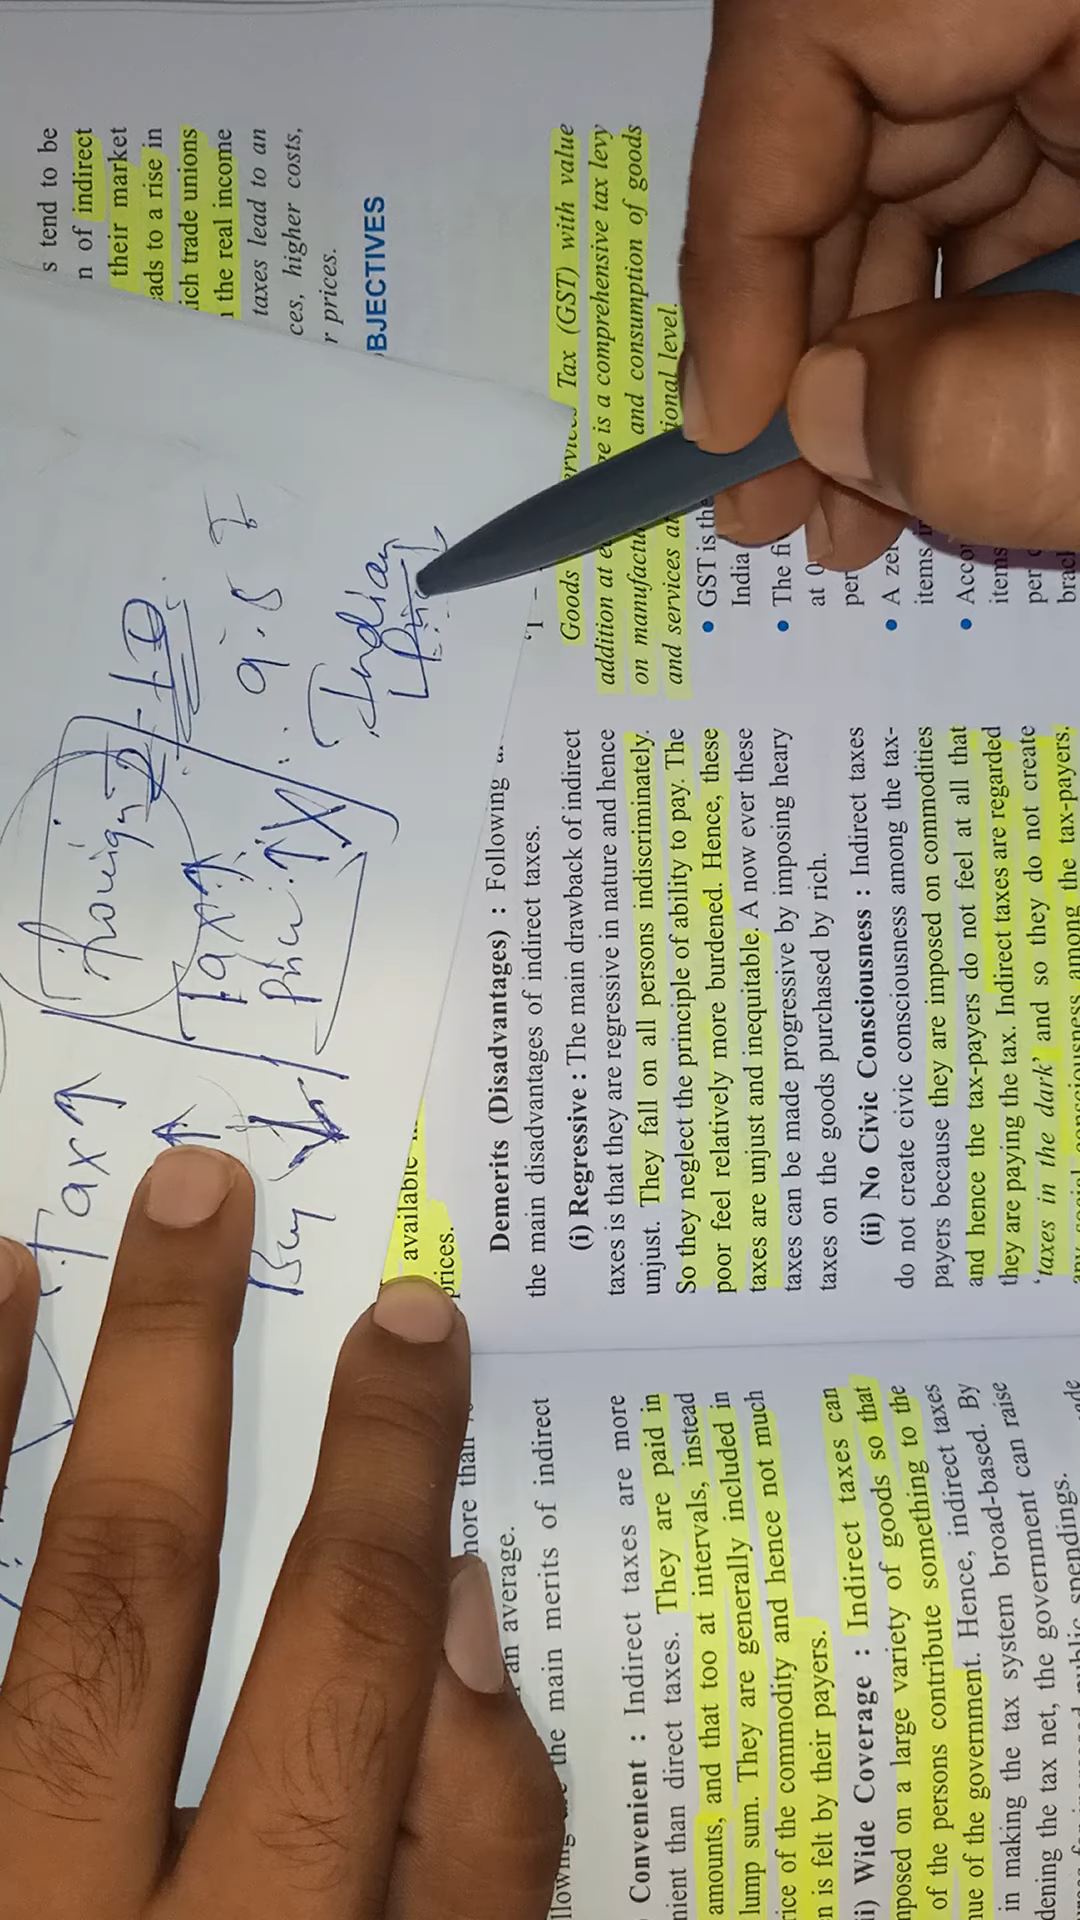 s tend to be
n of indirect
their market
ads to a rise in
ich trade unions
the real income
taxes lead to an
ces, higher costs,
r prices.
BJECTIVES
Tax (GST) with value
Goods
addition at e
e is a comprehensive tax levy
on manufactu
and consumption of goods
and services a
ional level.
• GST is the
India
• The fi
at 0
per
• A ze
items i
• Acco
items
per
brac
Tax↑
Foreign
Tax↑
Price↑
Buy
Indian
available
prices.
Demerits (Disadvantages) : Following
the main disadvantages of indirect taxes.
(i) Regressive : The main drawback of indirect
taxes is that they are regressive in nature and hence
unjust. They fall on all persons indiscriminately.
So they neglect the principle of ability to pay. The
poor feel relatively more burdened. Hence, these
taxes are unjust and inequitable. A now ever these
taxes can be made progressive by imposing heary
taxes on the goods purchased by rich.
(ii) No Civic Consciousness : Indirect taxes
do not create civic consciousness among the tax-
payers because they are imposed on commodities
and hence the tax-payers do not feel at all that
they are paying the tax. Indirect taxes are regarded
'taxes in the dark' and so they do not create
consciousness among the tax-payers.
more than
an average.
the main merits of indirect
Convenient : Indirect taxes are more
nient than direct taxes. They are paid in
amounts, and that too at intervals, instead
lump sum. They are generally included in
rice of the commodity and hence not much
n is felt by their payers.
ii) Wide Coverage : Indirect taxes can
mposed on a large variety of goods so that
of the persons contribute something to the
nue of the government. Hence, indirect taxes
in making the tax system broad-based. By
dening the tax net, the government can raise
public spendings.